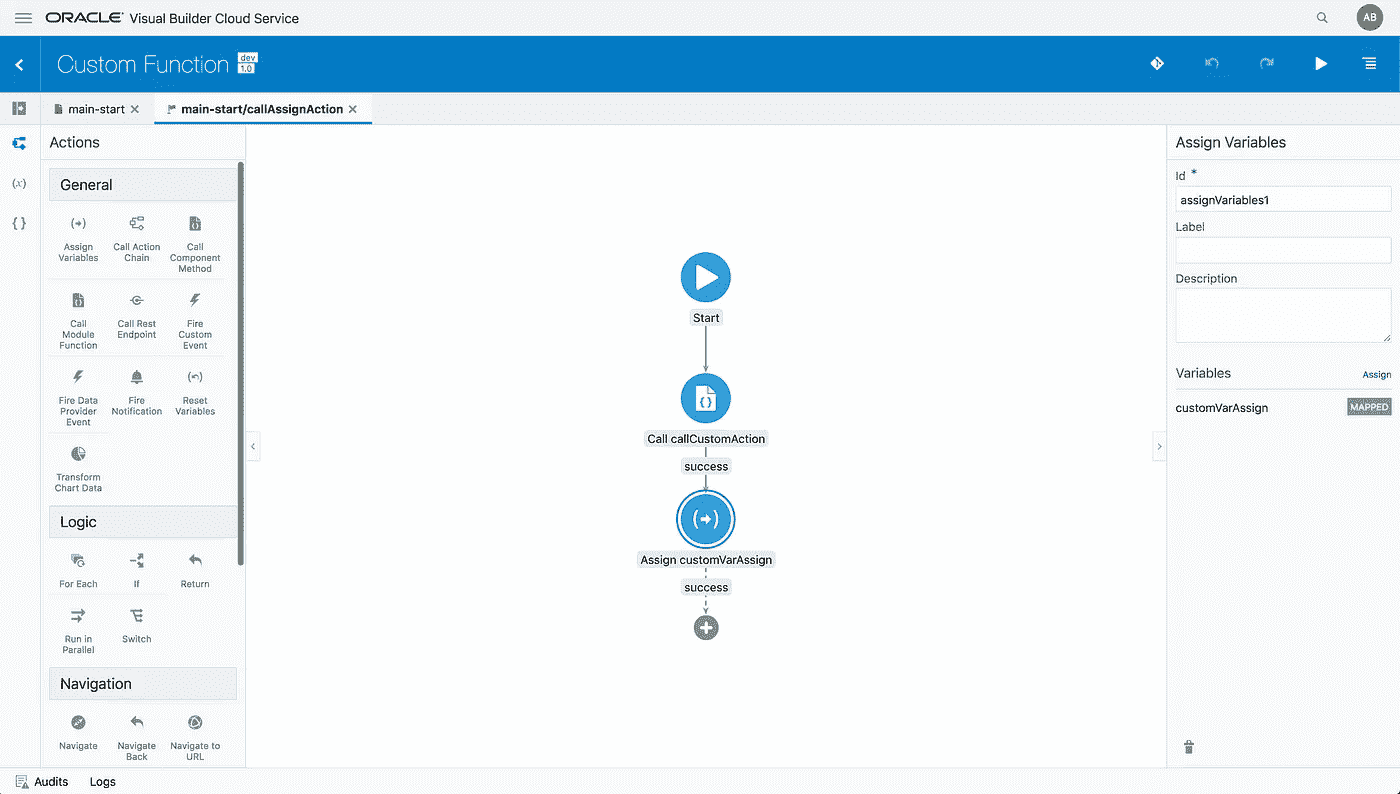 ORACLE® Visual Builder Cloud Service
AB
Custom Function
dev
1.0
main-start
main-start/callAssignAction
Actions
General
(x)
Assign
Variables
Call Action
Chain
Call
Component
Method
{ }
Call
Module
Function
Call Rest
Endpoint
Fire
Custom
Event
Fire Data
Provider
Event
Fire
Notification
Reset
Variables
Transform
Chart Data
Logic
For Each
If
Return
Run in
Parallel
Switch
Navigation
Navigate
Navigate
Back
Navigate to
URL
Start
Call callCustomAction
success
Assign customVarAssign
success
Assign Variables
Id *
assignVariables1
Label
Description
Variables
Assign
customVarAssign
MAPPED
Audits
Logs